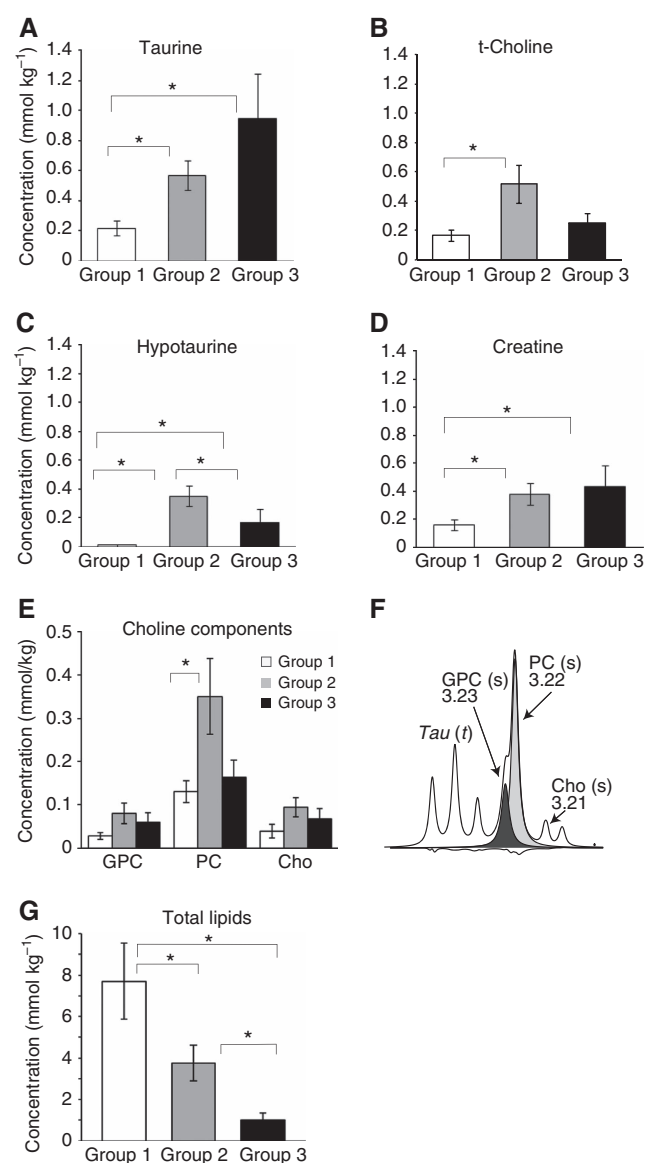 A
Taurine
Concentration (mmol kg⁻¹)
1.4
1.2
1.0
0.8
0.6
0.4
0.2
0
*
*
Group 1 Group 2 Group 3
B
t-Choline
1.4
1.2
1.0
0.8
0.6
0.4
0.2
0
*
Group 1 Group 2 Group 3
C
Hypotaurine
Concentration (mmol kg⁻¹)
1.4
1.2
1.0
0.8
0.6
0.4
0.2
0
*
*
*
Group 1 Group 2 Group 3
D
Creatine
1.4
1.2
1.0
0.8
0.6
0.4
0.2
0
*
*
Group 1 Group 2 Group 3
E
Choline components
Concentration (mmol/kg)
0.5
0.4
0.3
0.2
0.1
0
*
Group 1
Group 2
Group 3
GPC PC Cho
F
PC (s)
3.22
GPC (s)
3.23
Tau (t)
Cho (s)
3.21
G
Total lipids
Concentration (mmol kg⁻¹)
10
8
6
4
2
0
*
*
*
Group 1 Group 2 Group 3